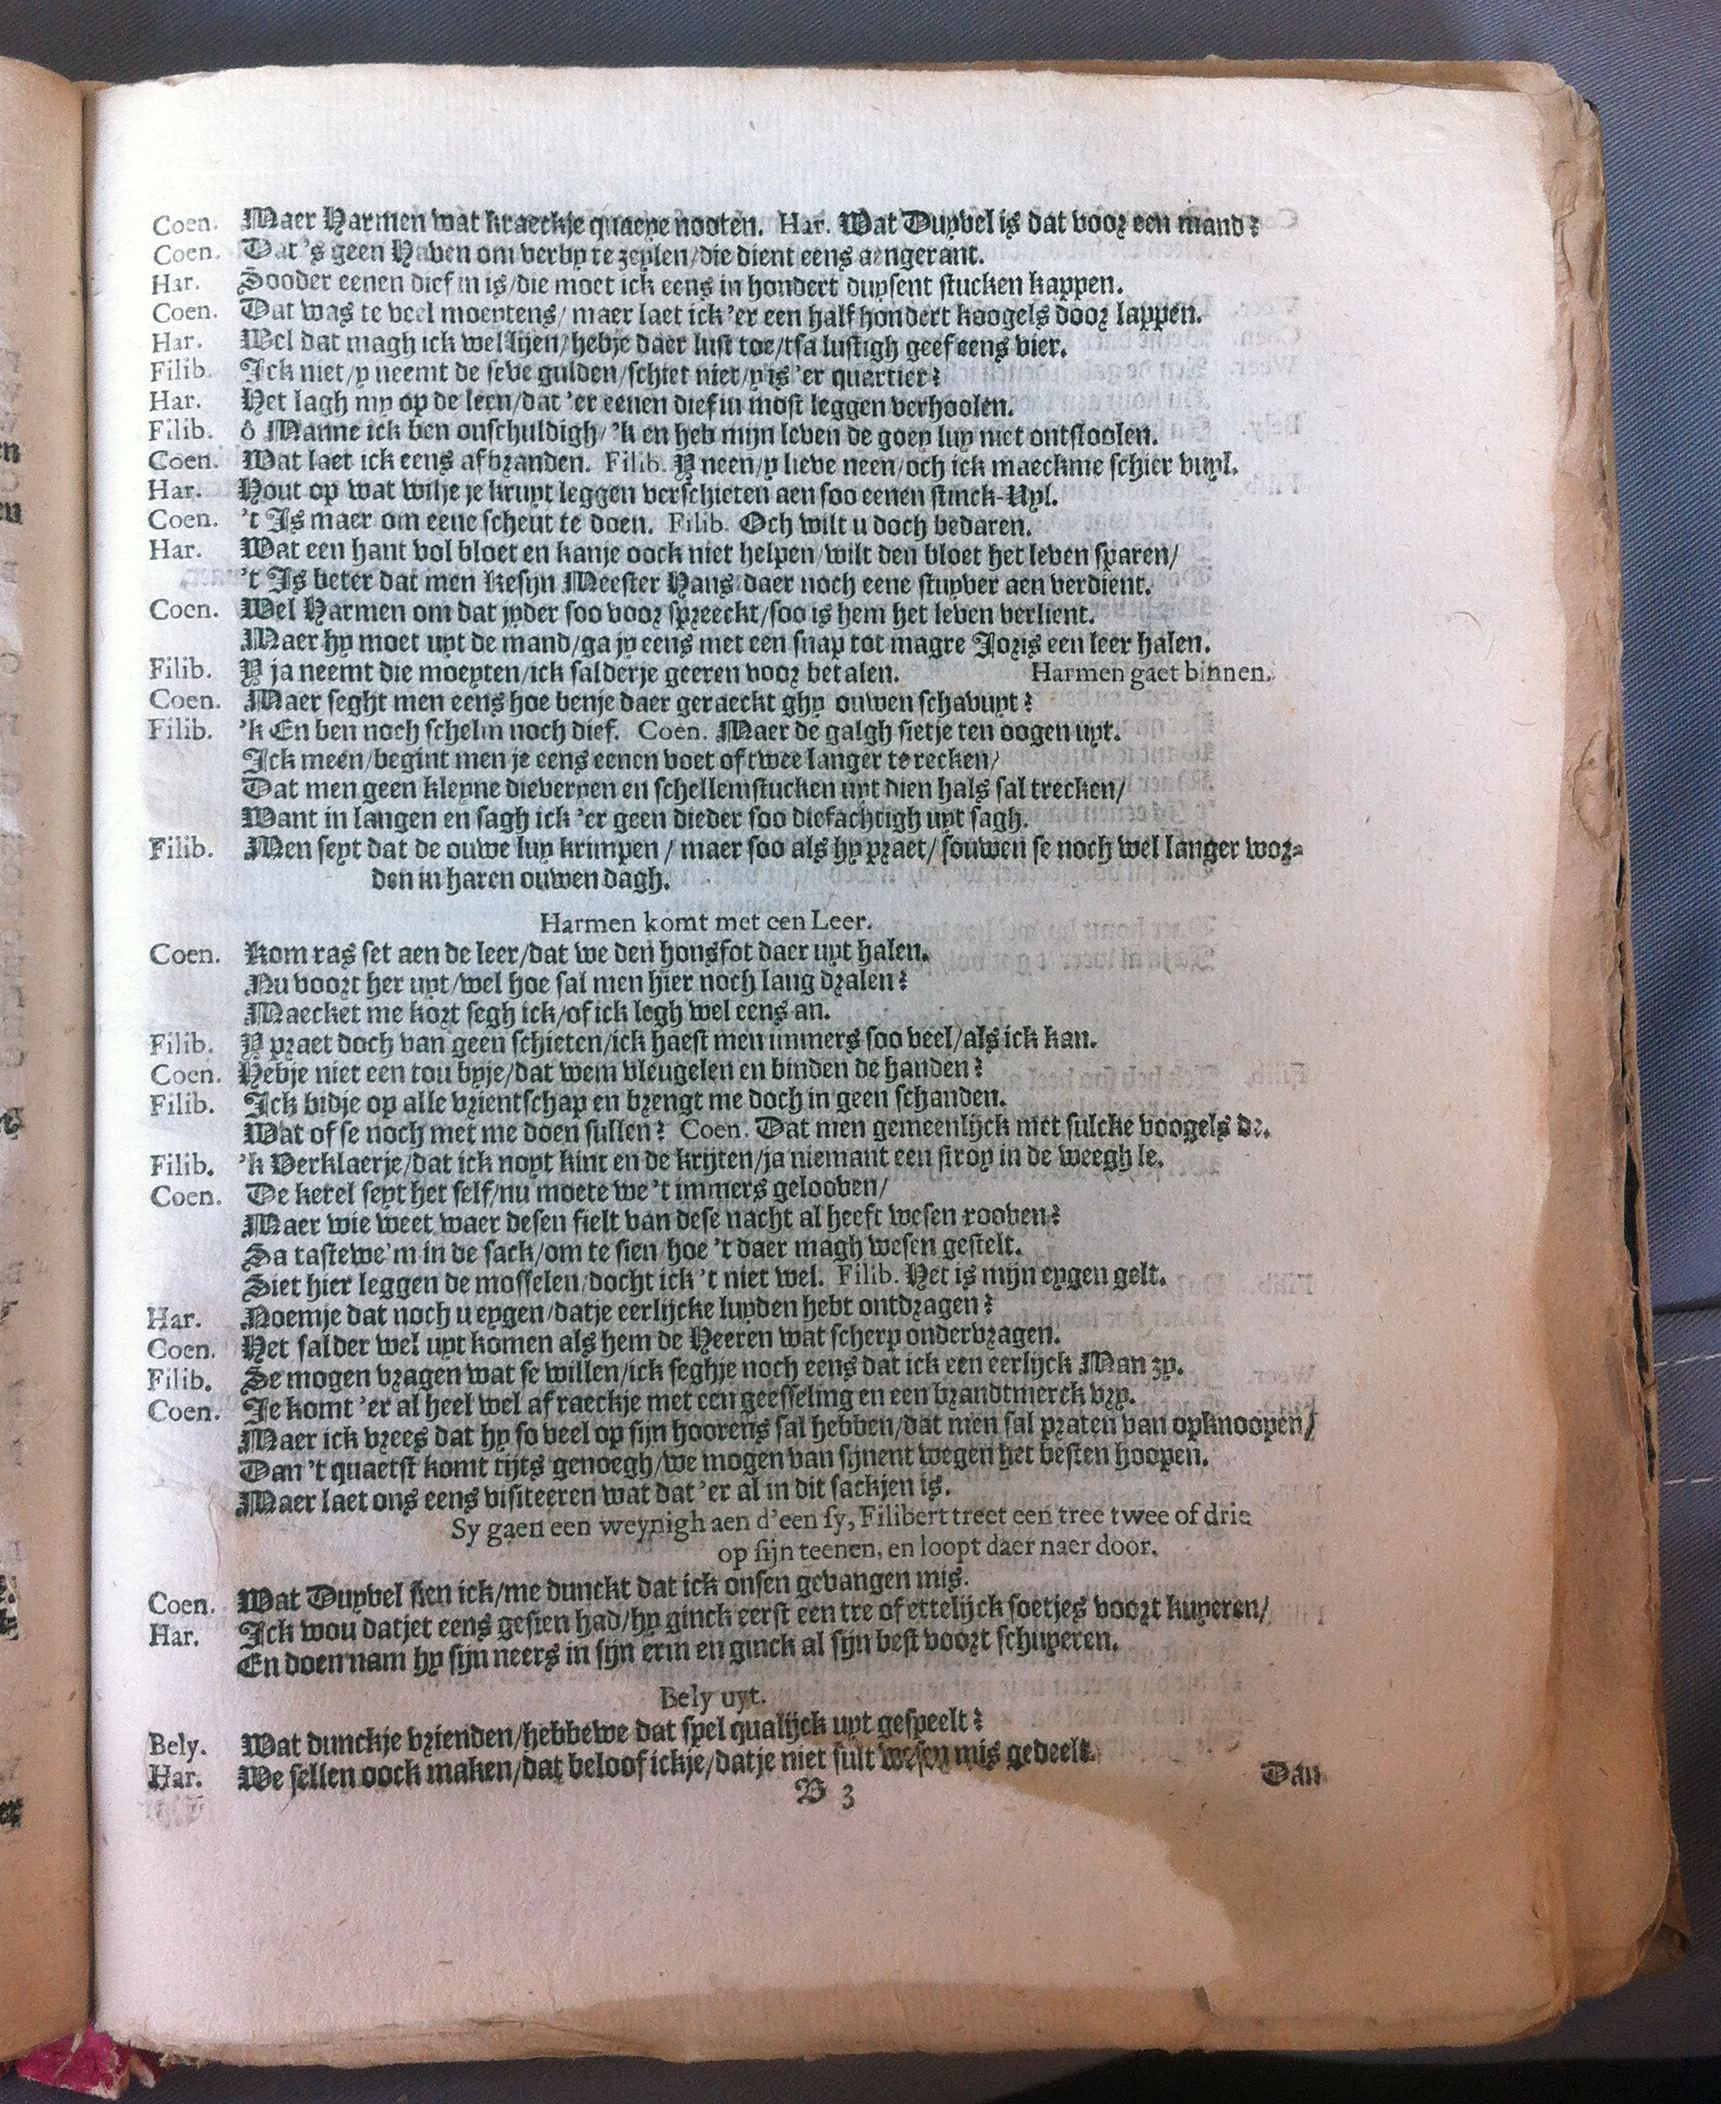 Coen. Maer Harmen wat kraeckje quaeye nooten. Har. Wat Duyvel is dat voor een mand?
Coen. Dat 's geen Haven om verby te zeylen/die dient eens aengerant.
Har. Sooder eenen dief in is/die moet ick eens in hondert duysent stucken kappen.
Coen. Dat was te veel moeytens/ maer laet ick 'er een half hondert koogels door lappen.
Har. Wel dat magh ick wel lijen/hebje daer lust toe/tsa lustigh geef eens vier.
Filib. Ick niet/y neemt de seve gulden/schiet niet/y is 'er quartier?
Har. Het lagh my op de leen/dat 'er eenen dief in most leggen verhoolen.
Filib. ô Manne ick ben onschuldigh/ 'k en heb mijn leven de goey luy niet ontstoolen.
Coen. Wat laet ick eens afbranden. Filib. Y neen/y lieve neen/och ick maeckme schier vuyl.
Har. Hout op wat wilje je kruyt leggen verschieten aen soo eenen stinck-Uyl.
Coen. 't Is maer om eene scheut te doen. Filib. Och wilt u doch bedaren.
Har. Wat een hant vol bloet en kanje oock niet helpen/wilt den bloet het leven sparen/
't Is beter dat men Kesyn Meester Hans daer noch eene stuyver aen verdient.
Coen. Wel Harmen om dat jyder soo voor spreeckt/soo is hem het leven verlient.
Maer hy moet uyt de mand/ga jy eens met een snap tot magre Joris een leer halen.
Filib. Y ja neemt die moeyten/ick salderje geeren voor betalen. Harmen gaet binnen.
Coen. Maer seght men eens hoe benje daer geraeckt ghy ouwen schavuyt?
Filib. 'k En ben noch schelm noch dief. Coen. Maer de galgh sietje ten oogen uyt.
Ick meen/begint men je eens eenen voet of twee langer te recken/
Dat men geen kleyne dieveryen en schellemstucken uyt dien hals sal trecken/
Want in langen en sagh ick 'er geen dieder soo diefachtigh uyt sagh.
Filib. Men seyt dat de ouwe luy krimpen / maer soo als hy praet/ souwen se noch wel langer wor-
den in haren ouwen dagh.
Harmen komt met een Leer.
Coen. Kom ras set aen de leer/dat we den honsfot daer uyt halen.
Nu voort her uyt/wel hoe sal men hier noch lang dralen?
Maecket me kort segh ick/of ick legh wel eens an.
Filib. Y praet doch van geen schieten/ick haest men immers soo veel/als ick kan.
Coen. Hebje niet een tou byje/dat wem vleugelen en binden de handen?
Filib. Ick bidje op alle vrientschap en brengt me doch in geen schanden.
Wat of se noch met me doen sullen? Coen. Dat men gemeenlijck met sulcke voogels de.
Filib. 'k Verklaerje/dat ick noyt kint en de krijten/ja niemant een stroy in de weegh le.
Coen. De ketel seyt het self/nu moete we 't immers gelooven/
Maer wie weet waer desen fielt van dese nacht al heeft wesen rooven?
Sa tastewe'm in de sack/om te sien hoe 't daer magh wesen gestelt.
Siet hier leggen de mosselen/docht ick 't niet wel. Filib. Het is mijn eygen gelt.
Har. Noemje dat noch u eygen/datje eerlijcke luyden hebt ontdragen?
Coen. Het salder wel uyt komen als hem de Heeren wat scherp ondervragen.
Filib. Se mogen vragen wat se willen/ick seghje noch eens dat ick een eerlijck Man zy.
Coen. Je komt 'er al heel wel af raeckje met een geesseling en een brandtmerck vry.
Maer ick vrees dat hy so veel op sijn hoorens sal hebben/dat men sal praten van opknoopen/
Dan 't quaetst komt tijts genoegh/we mogen van sijnent wegen het besten hoopen.
Maer laet ons eens visiteeren wat dat 'er al in dit sackjen is.
Sy gaen een weynigh aen d'een sy, Filibert treet een tree twee of drie
op sijn teenen, en loopt daer naer door.
Coen. Wat Duyvel sien ick/me dunckt dat ick onsen gevangen mis.
Har. Ick wou datjet eens gesien had/hy ginck eerst een tre of ettelijck soetjes voort kuyeren/
En doen nam hy sijn neers in sijn erm en ginck al sijn best voort schuyeren.
Bely uyt.
Bely. Wat dunckje vrienden/hebbewe dat spel qualijck uyt gespeelt?
Har. We sellen oock maken/dat beloof ickje/datje niet sult wesen mis gedeelt.
B 3 Dan